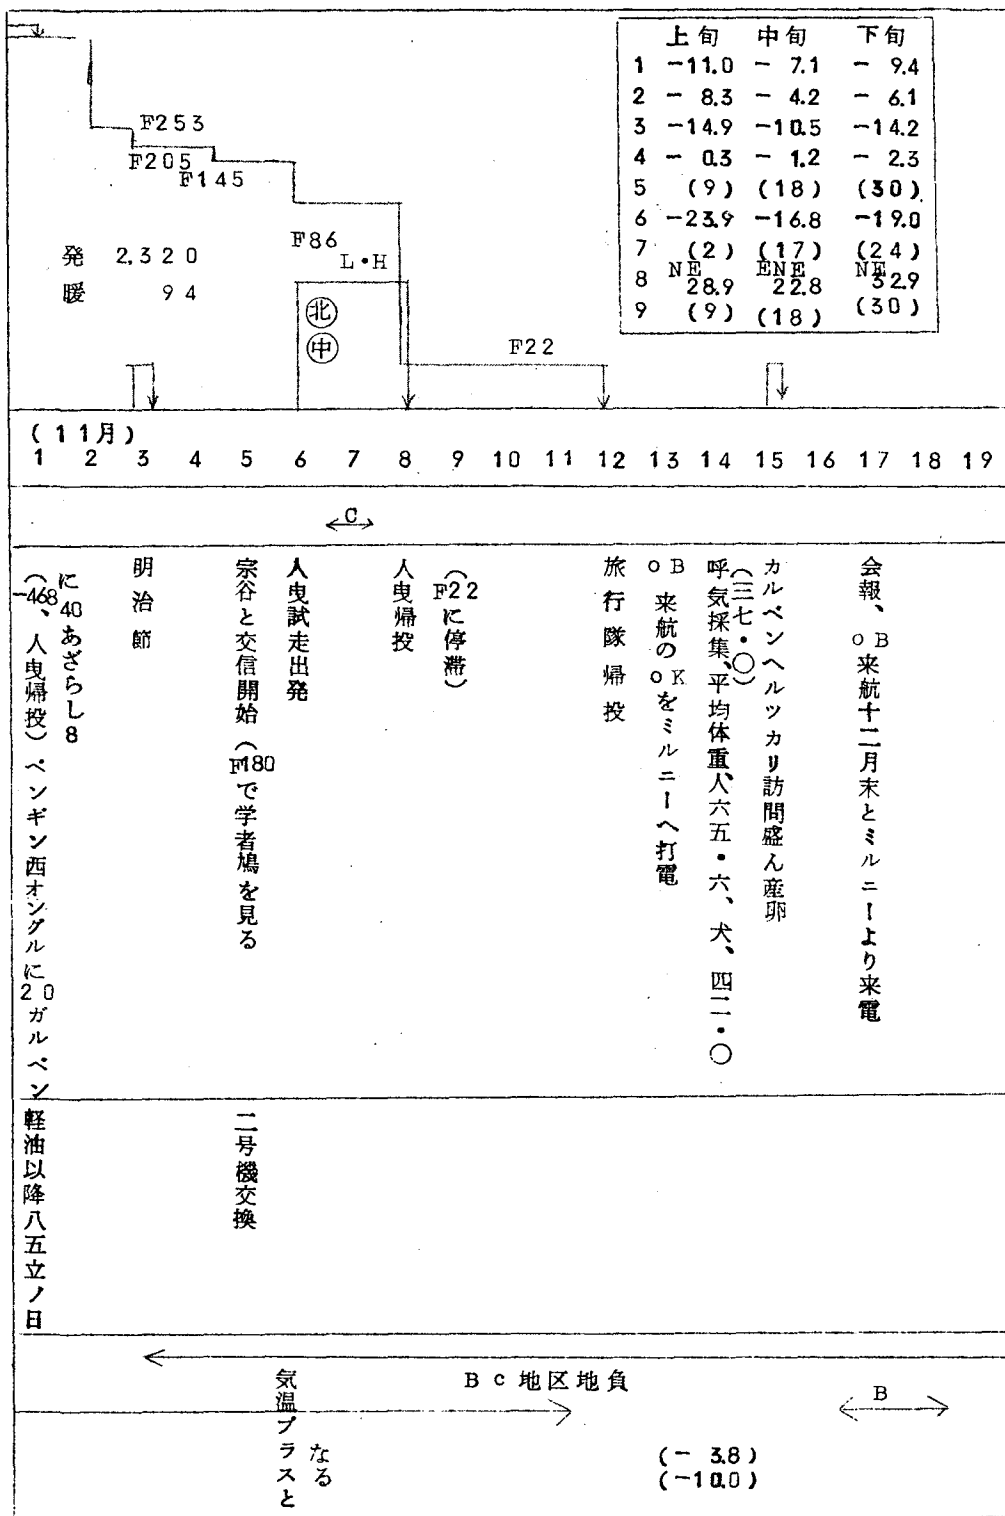 上旬 中旬 下旬
1 -11.0 - 7.1 - 9.4
2 - 8.3 - 4.2 - 6.1
3 -14.9 -10.5 -14.2
4 - 0.3 - 1.2 - 2.3
5 (9) (18) (30)
6 -23.9 -16.8 -19.0
7 (2) (17) (24)
8 NE 28.9 ENE 22.8 NE 32.9
9 (9) (18) (30)
F253
F205
F145
F86
L・H
発 2,320
暖 94
北
中
F22
(11月)
1 2 3 4 5 6 7 8 9 10 11 12 13 14 15 16 17 18 19
C
(-468、人曳帰投)ペンギン西オングルに20ガルベン
に40あざらし8
明治節
宗谷と交信開始(F180で学者鳩を見る
人曳試走出発
人曳帰投
(F22に停滞)
旅行隊帰投
oB来航のoKをミルニーへ打電
呼気採集、平均体重人六五・六、犬、四二・〇
(三七・〇)
カルベンヘルツカリ訪問盛ん産卵
会報、oB来航十二月末とミルニーより来電
軽油以降八五立ノ日
二号機交換
Bc地区地負
B
気温プラスと
なる
(- 3.8)
(-10.0)